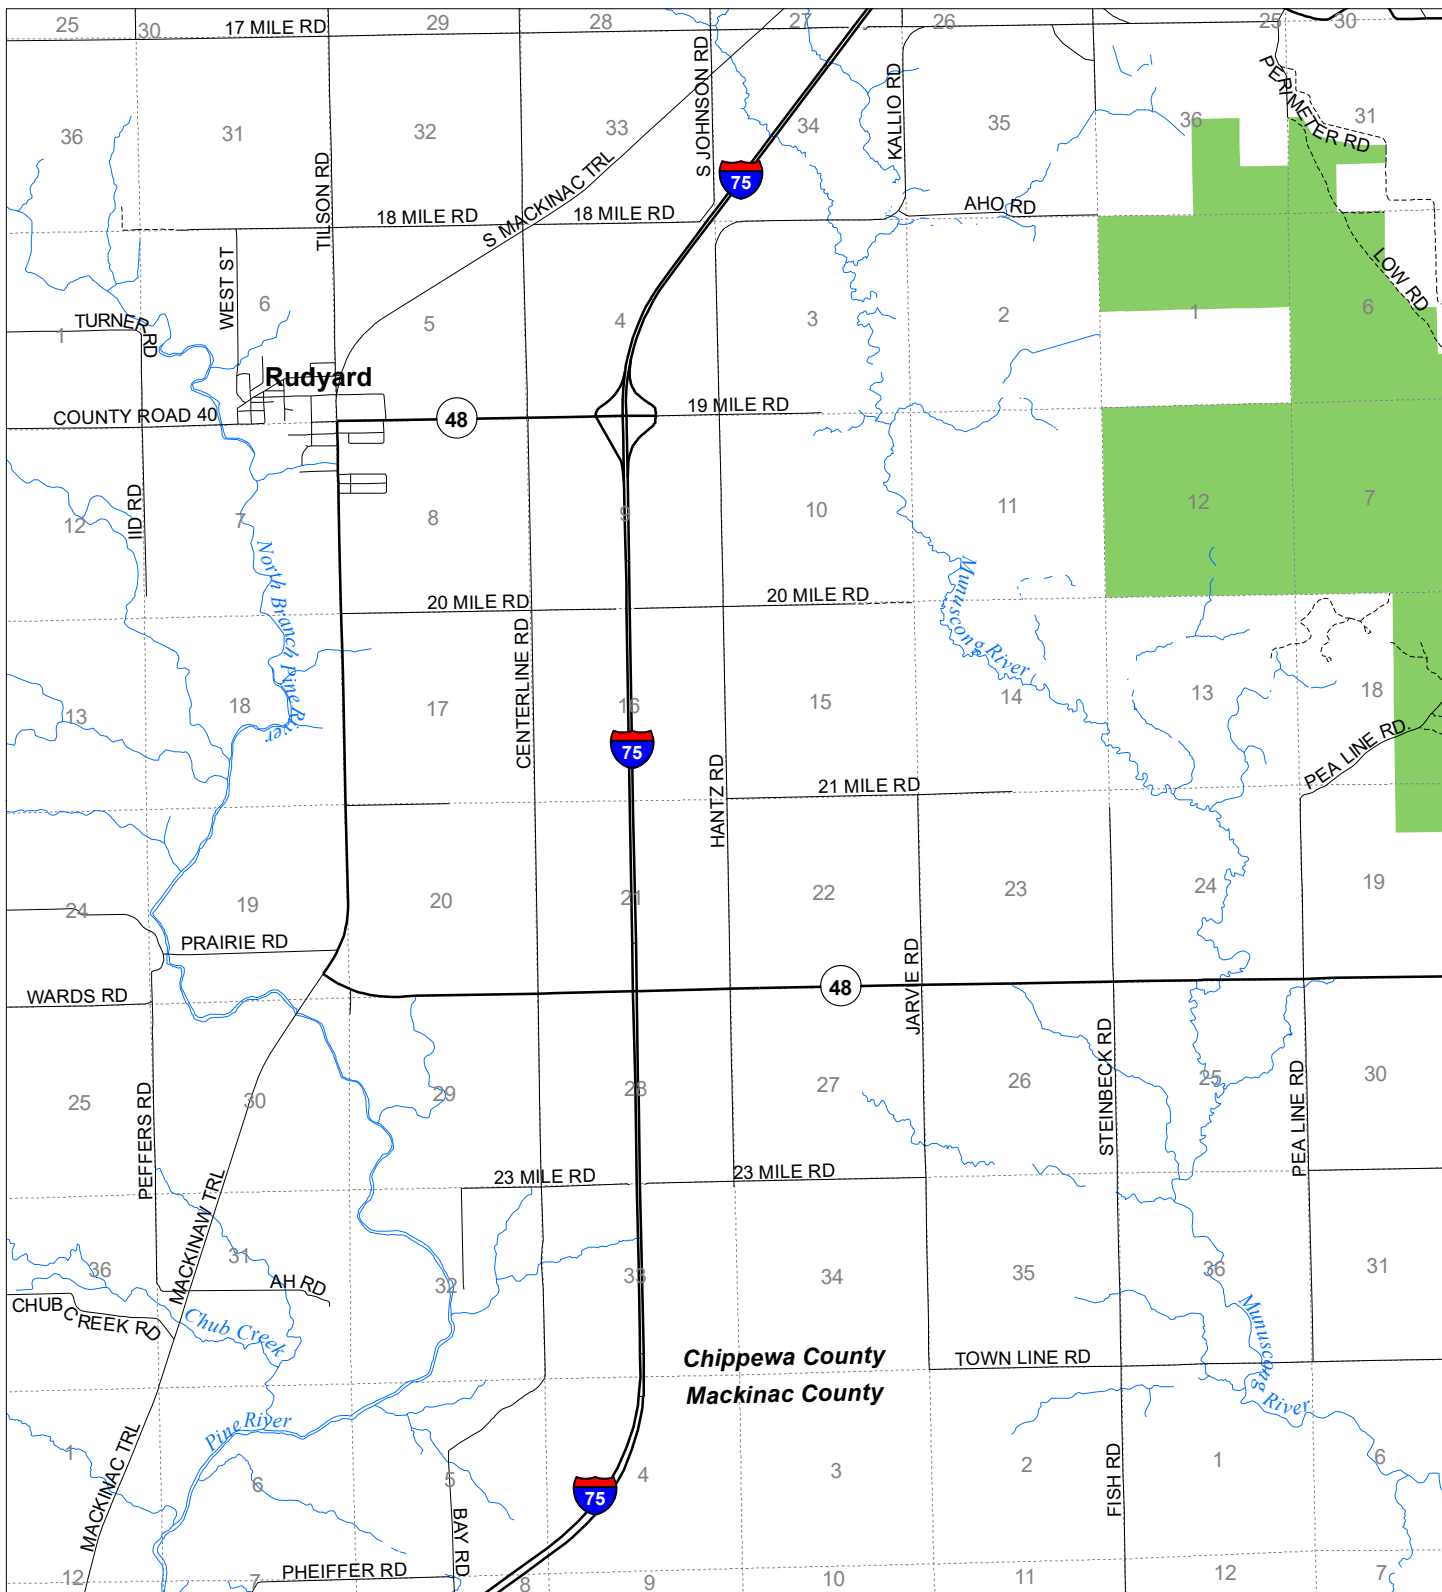 25
30
17 MILE RD
29
28
27
26
25
30
36
31
32
33
34
35
36
31
TILSON RD
S MACKINAC TRL
S JOHNSON RD
KALLIO RD
PERIMETER RD
75
18 MILE RD
18 MILE RD
AHO RD
WEST ST
LOW RD
1
TURNER RD
6
5
4
3
2
1
6
Rudyard
COUNTY ROAD 40
48
19 MILE RD
12
IID RD
7
8
9
10
11
12
7
North Branch Pine River
Munuscong River
20 MILE RD
20 MILE RD
CENTERLINE RD
13
18
17
16
15
14
13
18
75
HANTZ RD
21 MILE RD
PEA LINE RD.
24
19
20
21
22
23
24
19
PRAIRIE RD
WARDS RD
48
JARVIE RD
25
PEFFERS RD
30
29
28
27
26
STEINBECK RD
25
PEA LINE RD
30
23 MILE RD
23 MILE RD
MACKINAW TRL
36
31
32
33
34
35
36
31
AH RD
CHUB CREEK RD
Chub Creek
Munuscong River
Chippewa County
TOWN LINE RD
Mackinac County
Pine River
1
MACKINAC TRL
6
5
4
3
2
FISH RD
1
6
75
BAY RD
12
7
PHEIFFER RD
8
9
10
11
12
7